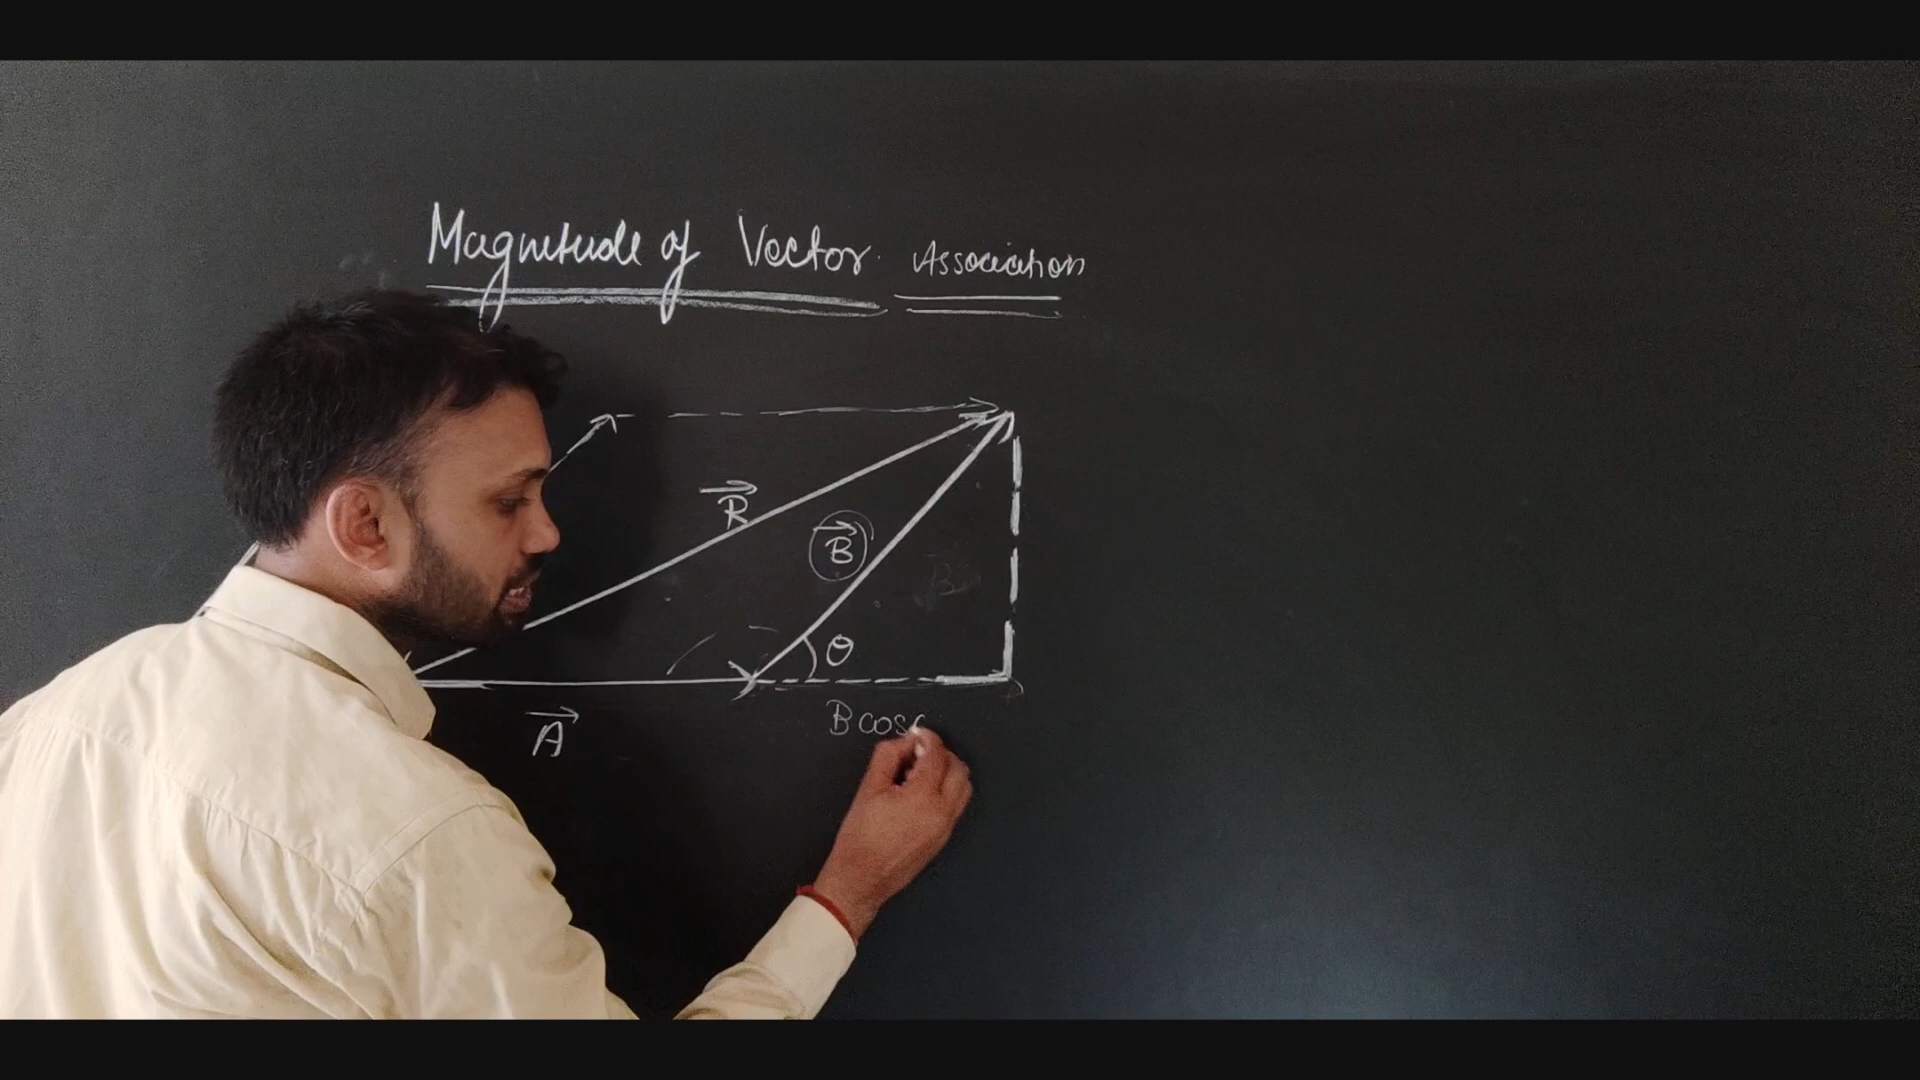 Magnitude of Vector Association
R
B
θ
A
B cos